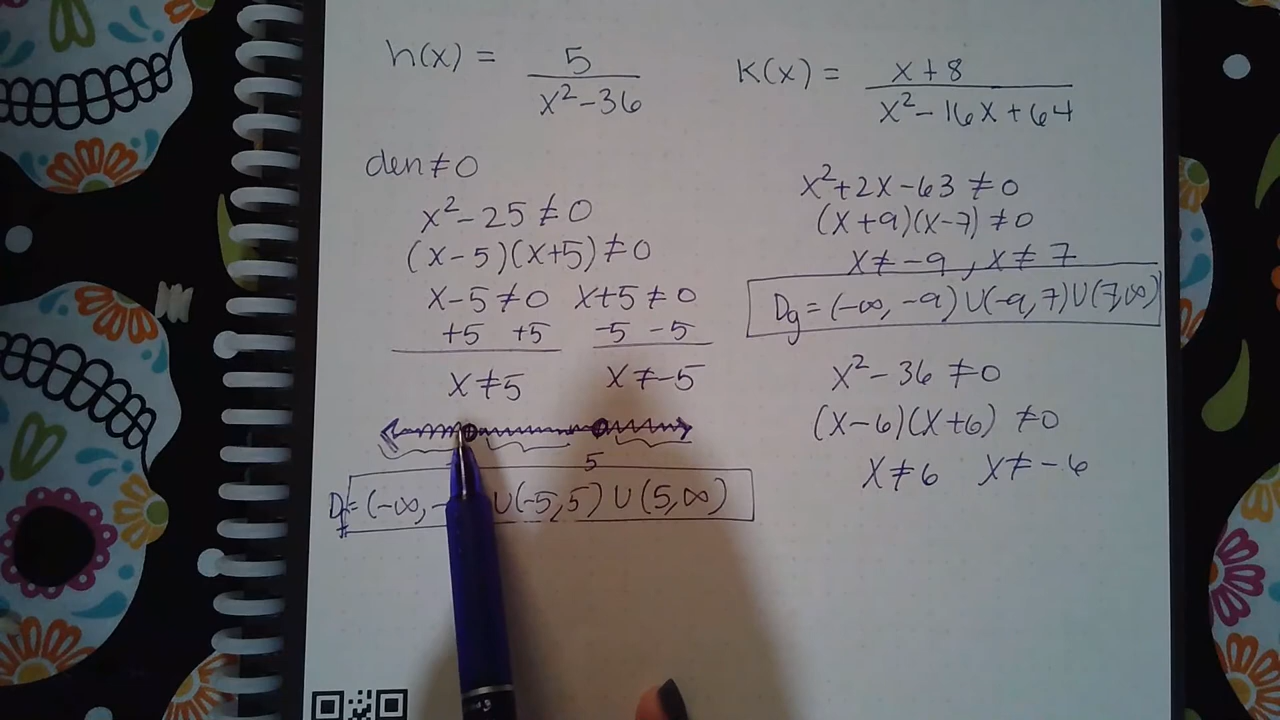 h(x) = 5/(x²-36)
K(x) = (x+8)/(x²-16x+64)
den≠0
x²-25≠0
(x-5)(x+5)≠0
x-5≠0 x+5≠0
+5 +5 -5 -5
x≠5 x≠-5
5
D_f=(-∞,- U(-5,5) U (5,∞)
x²+2x-63≠0
(x+9)(x-7)≠0
x≠-9, x≠7
D_g=(-∞,-9) U(-9,7) U(7,∞)
x²-36≠0
(x-6)(x+6) ≠0
x≠6 x≠-6